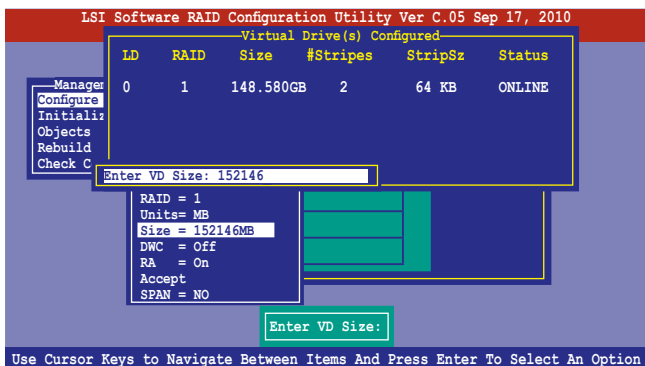 LSI Software RAID Configuration Utility Ver C.05 Sep 17, 2010
Virtual Drive(s) Configured
LD RAID Size #Stripes StripSz Status
0 1 148.580GB 2 64 KB ONLINE
Managem
Configure
Initializ
Objects
Rebuild
Check C
Enter VD Size: 152146
RAID = 1
Units= MB
Size = 152146MB
DWC = Off
RA = On
Accept
SPAN = NO
Enter VD Size:
Use Cursor Keys to Navigate Between Items And Press Enter To Select An Option